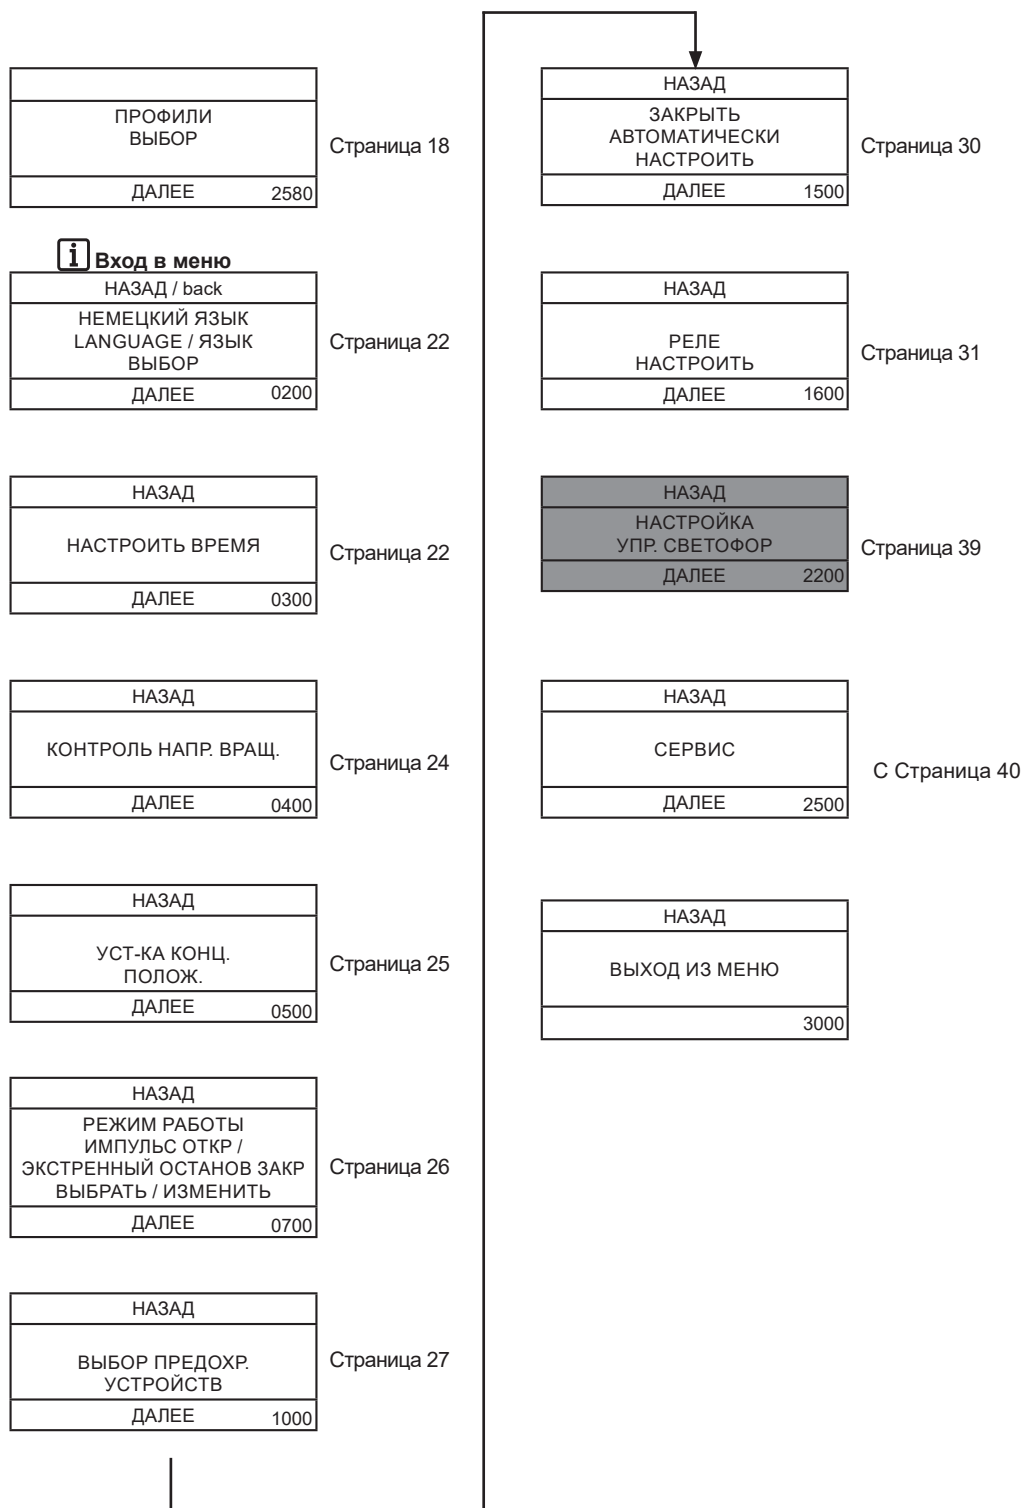 ПРОФИЛИ
ВЫБОР
ДАЛЕЕ 2580
Страница 18
i Вход в меню
НАЗАД / back
НЕМЕЦКИЙ ЯЗЫК
LANGUAGE / ЯЗЫК
ВЫБОР
ДАЛЕЕ 0200
Страница 22
НАЗАД
НАСТРОИТЬ ВРЕМЯ
ДАЛЕЕ 0300
Страница 22
НАЗАД
КОНТРОЛЬ НАПР. ВРАЩ.
ДАЛЕЕ 0400
Страница 24
НАЗАД
УСТ-КА КОНЦ.
ПОЛОЖ.
ДАЛЕЕ 0500
Страница 25
НАЗАД
РЕЖИМ РАБОТЫ
ИМПУЛЬС ОТКР /
ЭКСТРЕННЫЙ ОСТАНОВ ЗАКР
ВЫБРАТЬ / ИЗМЕНИТЬ
ДАЛЕЕ 0700
Страница 26
НАЗАД
ВЫБОР ПРЕДОХР.
УСТРОЙСТВ
ДАЛЕЕ 1000
Страница 27
НАЗАД
ЗАКРЫТЬ
АВТОМАТИЧЕСКИ
НАСТРОИТЬ
ДАЛЕЕ 1500
Страница 30
НАЗАД
РЕЛЕ
НАСТРОИТЬ
ДАЛЕЕ 1600
Страница 31
НАЗАД
НАСТРОЙКА
УПР. СВЕТОФОР
ДАЛЕЕ 2200
Страница 39
НАЗАД
СЕРВИС
ДАЛЕЕ 2500
С Страница 40
НАЗАД
ВЫХОД ИЗ МЕНЮ
3000